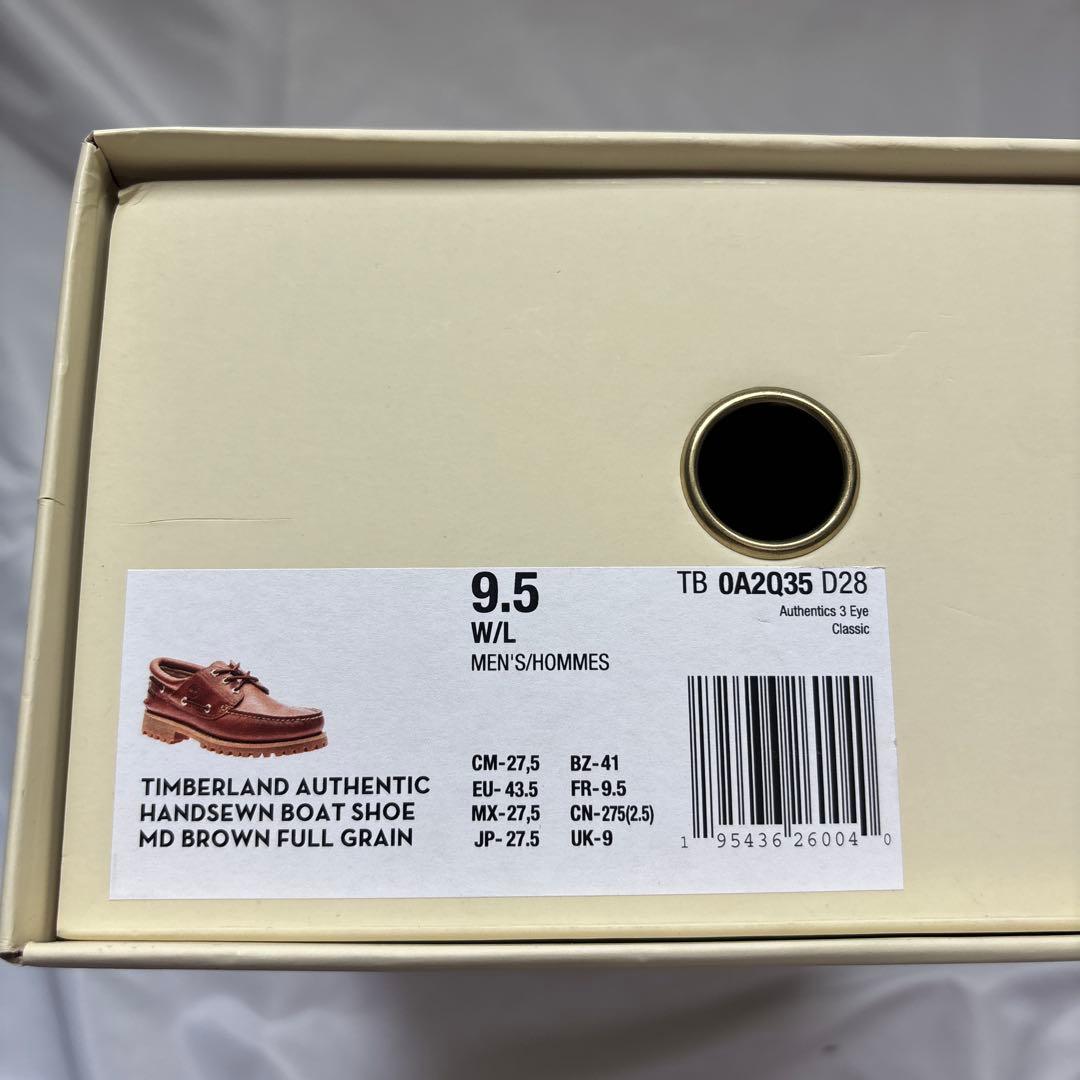 9.5
W/L
MEN'S/HOMMES
TB 0A2Q35 D28
Authentics 3 Eye
Classic
TIMBERLAND AUTHENTIC
HANDSEWN BOAT SHOE
MD BROWN FULL GRAIN
CM-27,5 BZ-41
EU- 43.5 FR-9.5
MX-27,5 CN-275(2.5)
JP- 27.5 UK-9
1 95436 26004 0